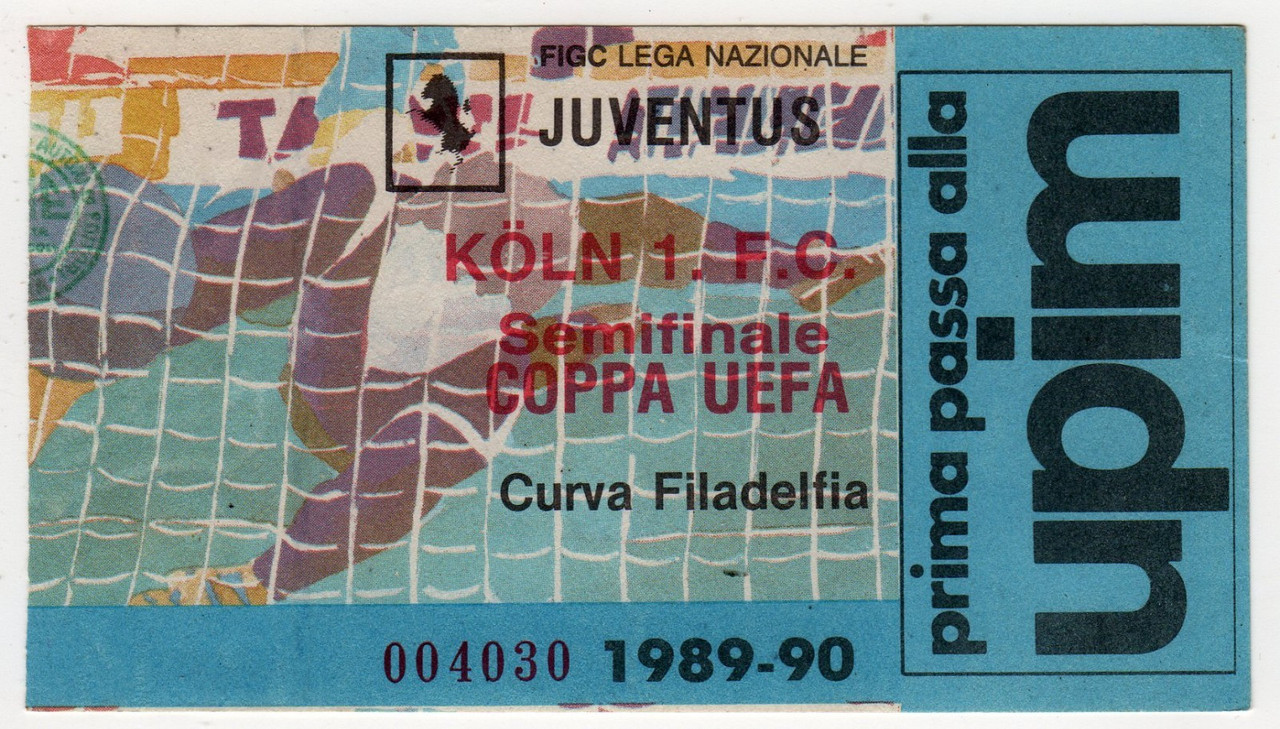 FIGC LEGA NAZIONALE
JUVENTUS
KÖLN 1. F.C.
Semifinale
COPPA UEFA
Curva Filadelfia
004030 1989-90
prima passa alla
upim